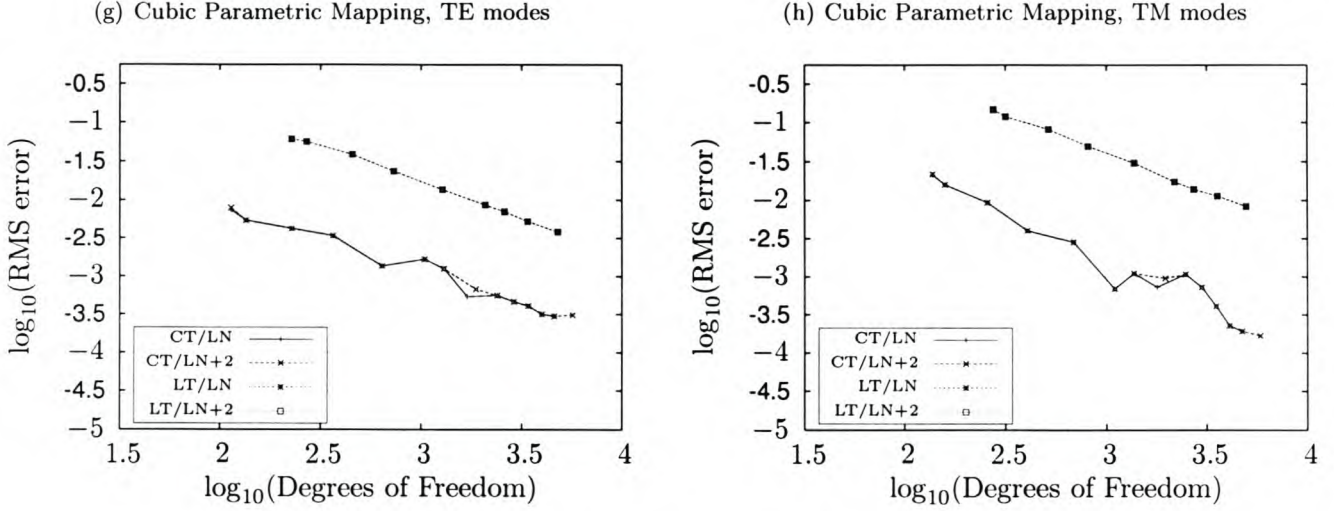 (g) Cubic Parametric Mapping, TE modes
-0.5
−1
-1.5
−2
-2.5
−3
-3.5
−4
-4.5
−5
log10(RMS error)
CT/LN
CT/LN+2
LT/LN
LT/LN+2
1.5
2
2.5
3
3.5
4
log10(Degrees of Freedom)
(h) Cubic Parametric Mapping, TM modes
-0.5
−1
-1.5
−2
-2.5
−3
-3.5
−4
-4.5
−5
log10(RMS error)
CT/LN
CT/LN+2
LT/LN
LT/LN+2
1.5
2
2.5
3
3.5
4
log10(Degrees of Freedom)